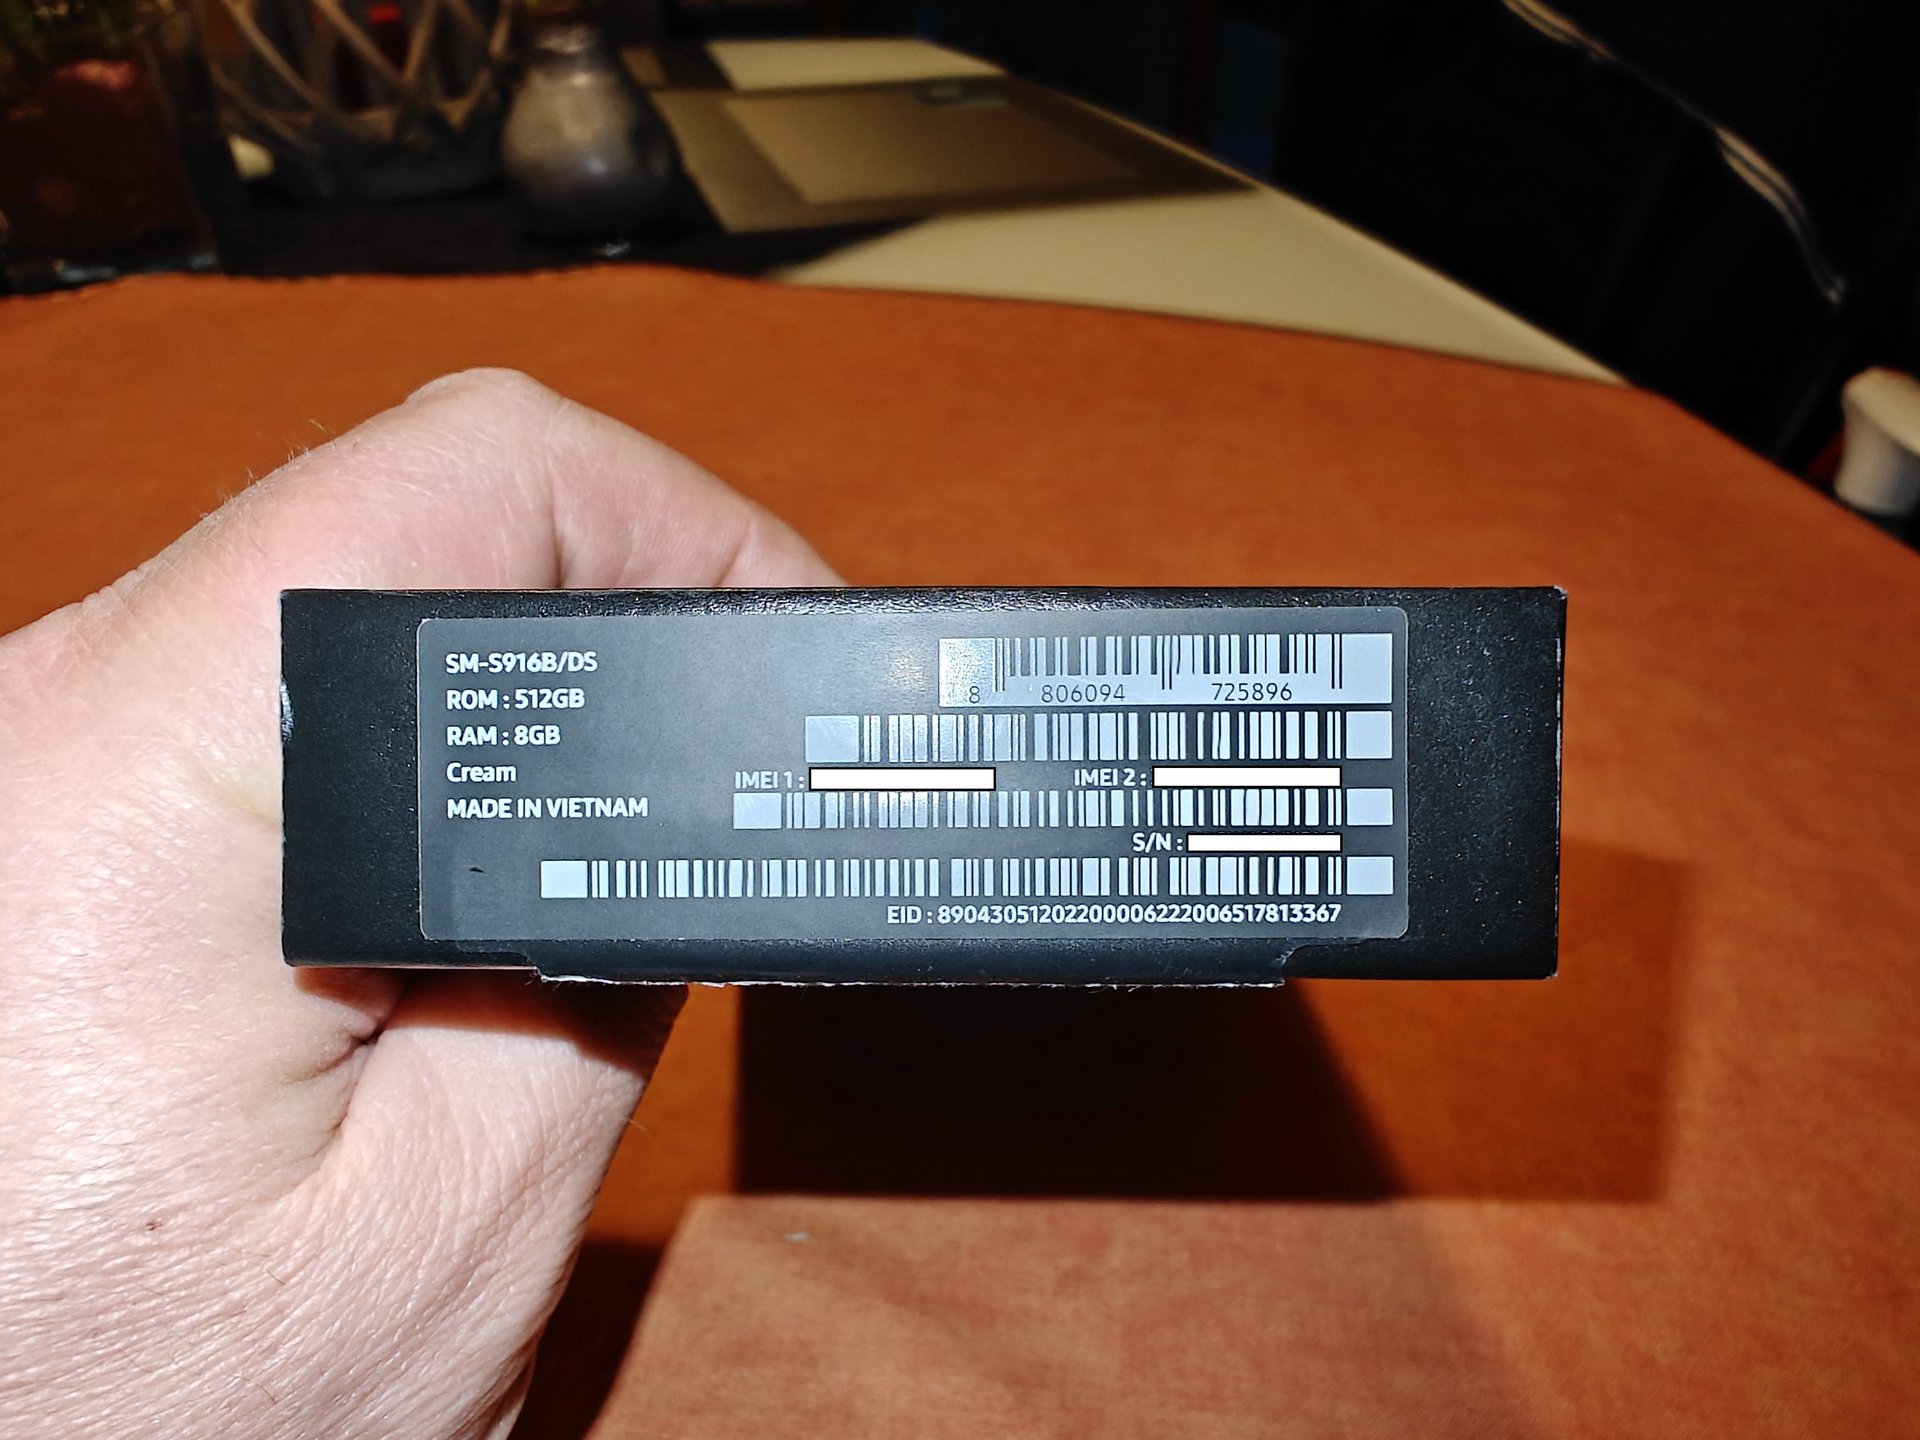 SM-S916B/DS
ROM : 512GB
RAM : 8GB
Cream
MADE IN VIETNAM
8 806094 725896
IMEI 1 : IMEI 2 :
S/N :
EID : 89043051202200006222006517813367